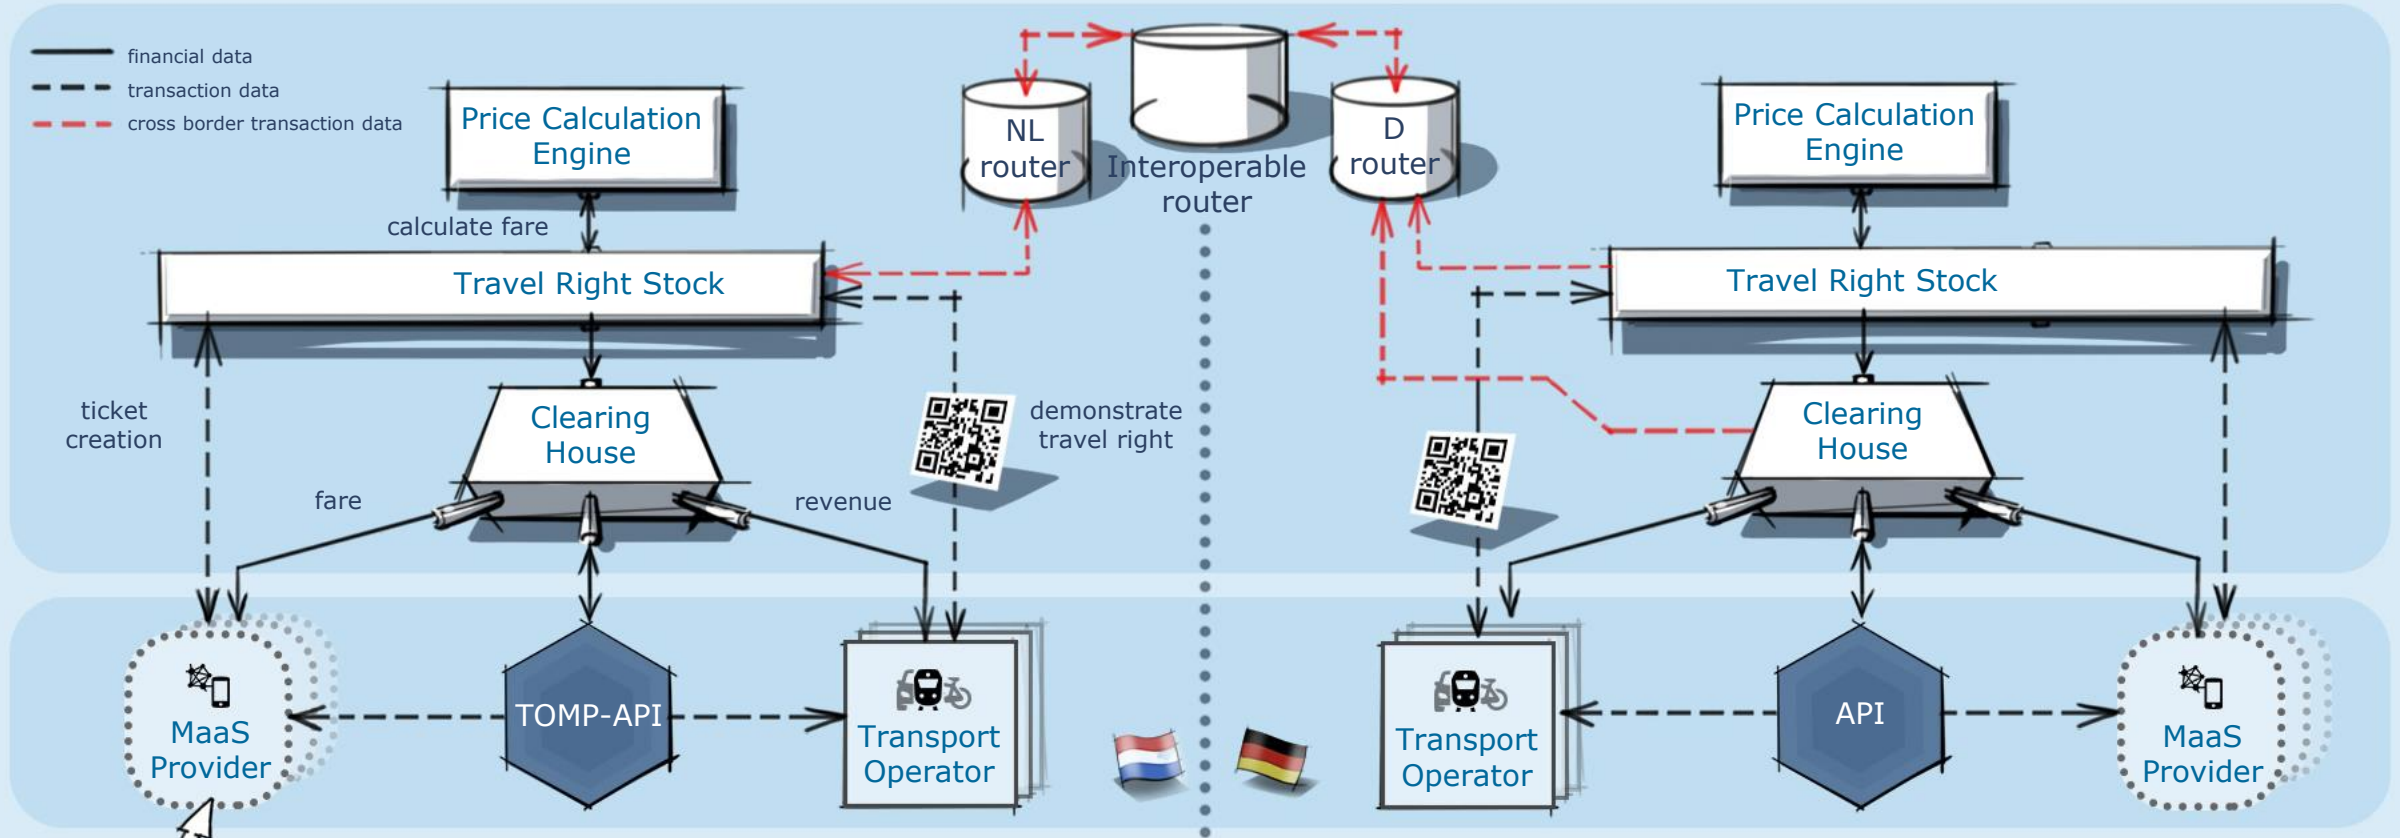 financial data
transaction data
cross border transaction data
Price Calculation
Engine
calculate fare
Travel Right Stock
ticket
creation
Clearing
House
fare
revenue
demonstrate
travel right
MaaS
Provider
TOMP-API
Transport
Operator
NL
router
Interoperable
router
D
router
Price Calculation
Engine
Travel Right Stock
Clearing
House
Transport
Operator
API
MaaS
Provider